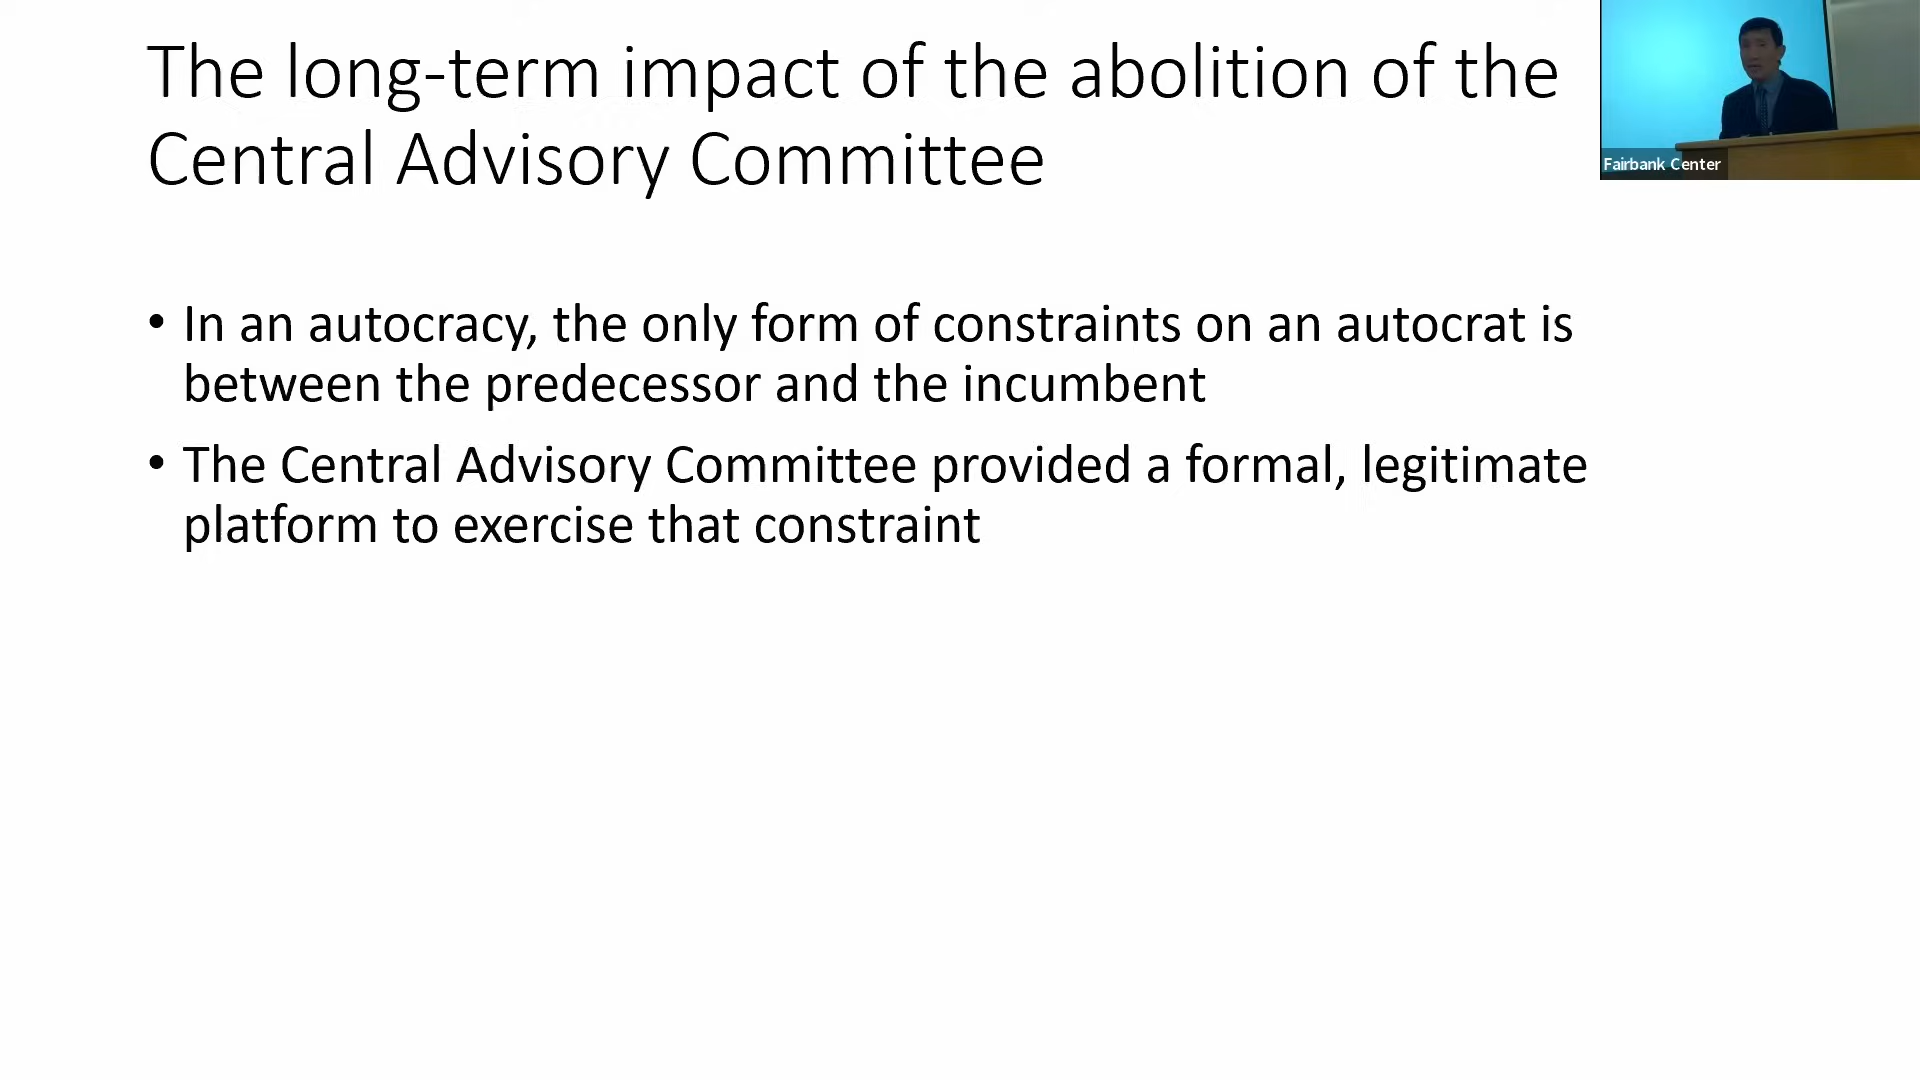 The long-term impact of the abolition of the
Central Advisory Committee
Fairbank Center
• In an autocracy, the only form of constraints on an autocrat is
between the predecessor and the incumbent
• The Central Advisory Committee provided a formal, legitimate
platform to exercise that constraint